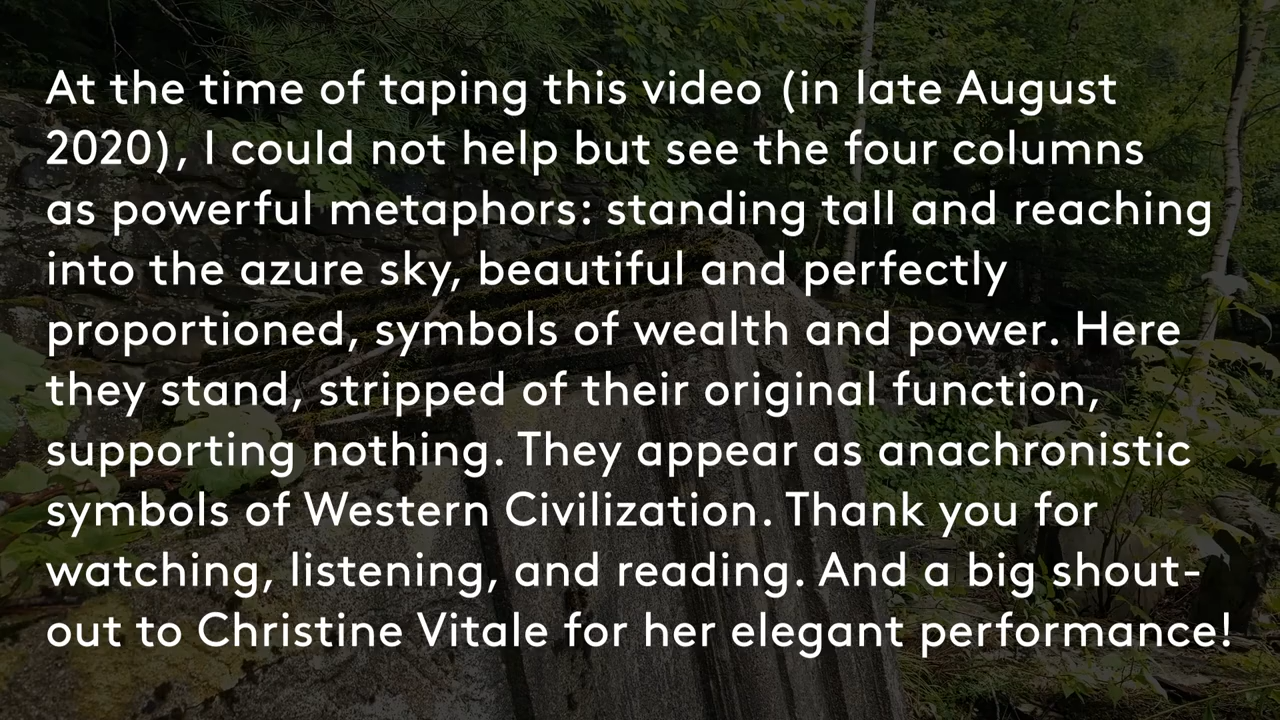 At the time of taping this video (in late August
2020), I could not help but see the four columns
as powerful metaphors: standing tall and reaching
into the azure sky, beautiful and perfectly
proportioned, symbols of wealth and power. Here
they stand, stripped of their original function,
supporting nothing. They appear as anachronistic
symbols of Western Civilization. Thank you for
watching, listening, and reading. And a big shout-
out to Christine Vitale for her elegant performance!